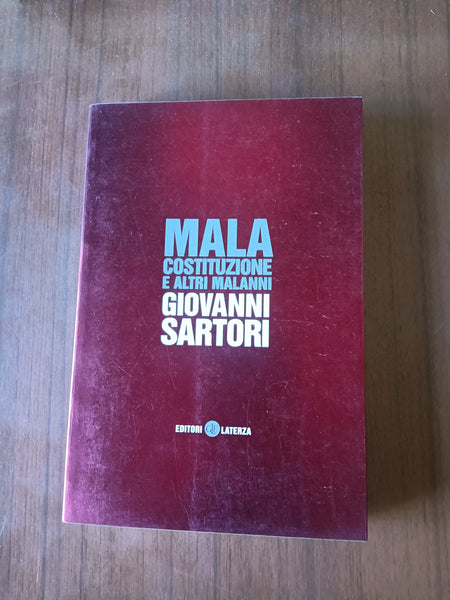 MALA
COSTITUZIONE
E ALTRI MALANNI
GIOVANNI
SARTORI
EDITORI LATERZA